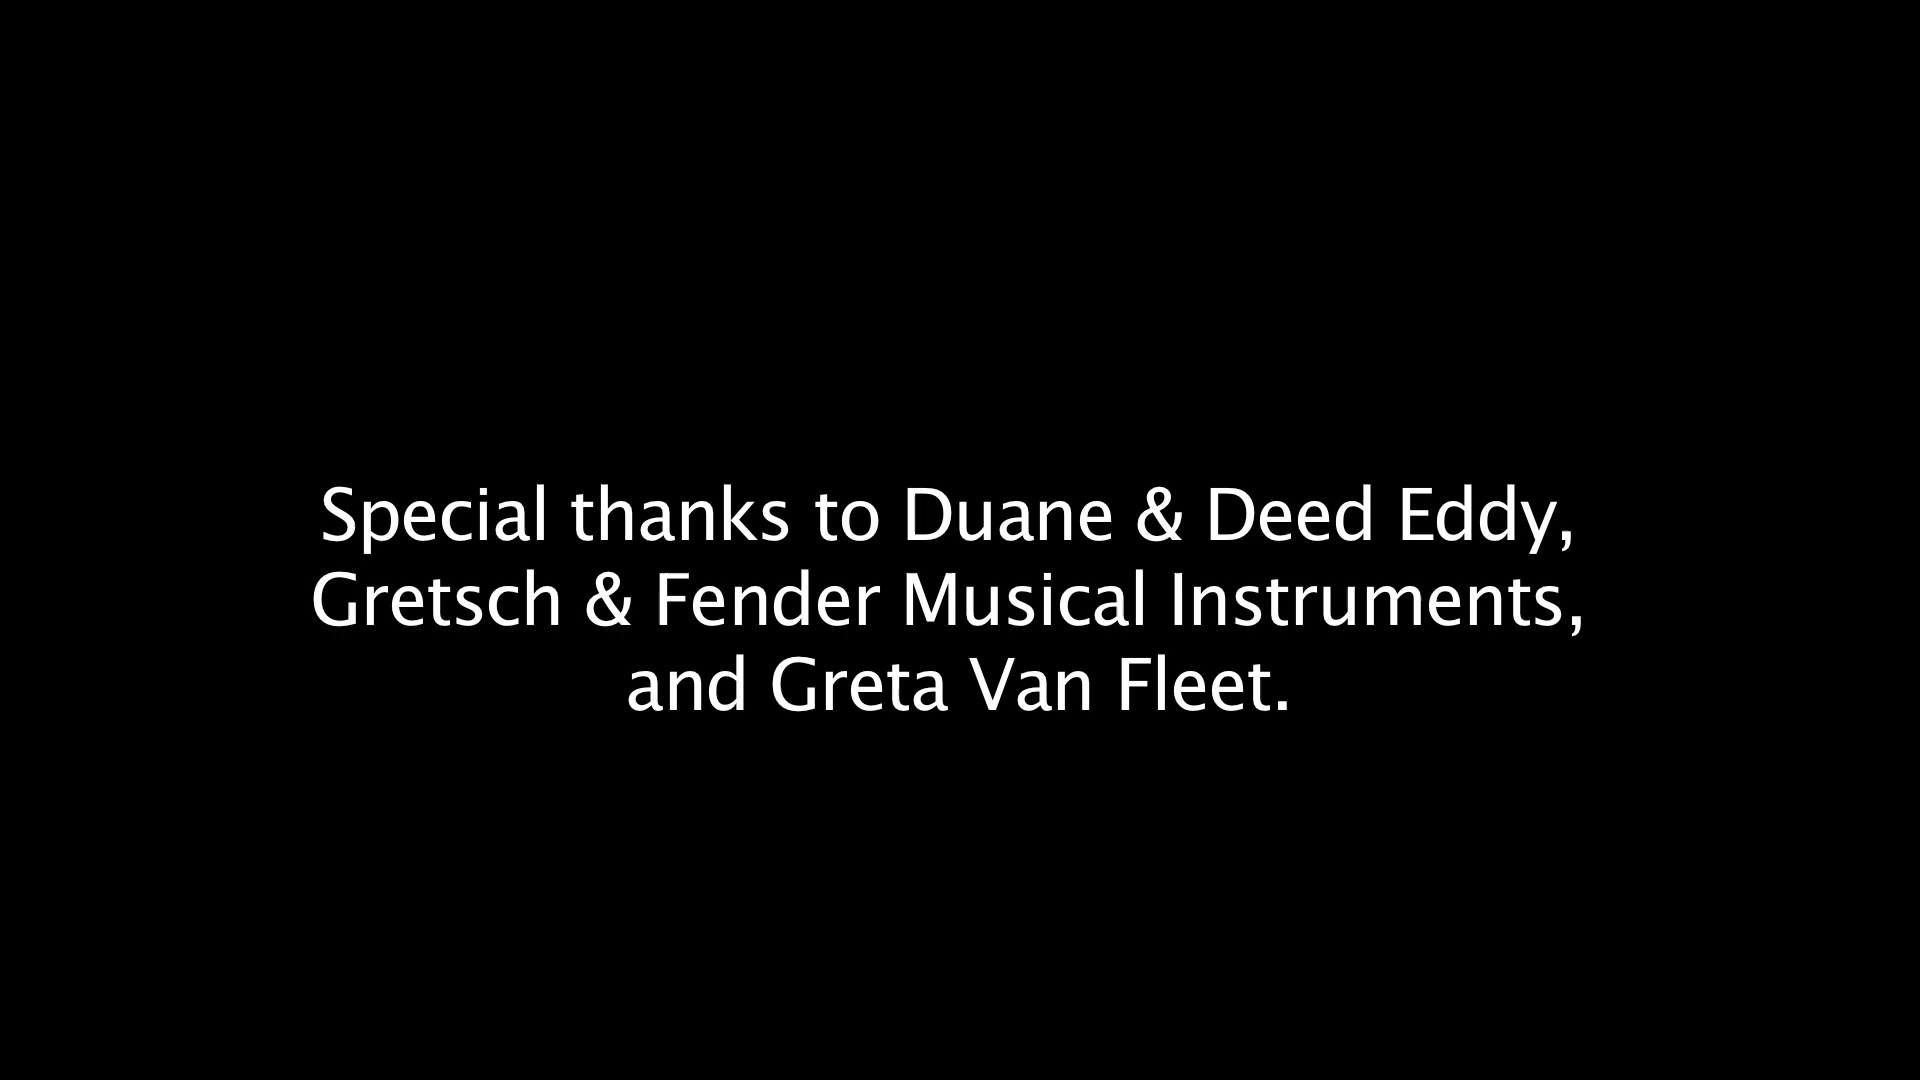 Special thanks to Duane & Deed Eddy,
Gretsch & Fender Musical Instruments,
and Greta Van Fleet.